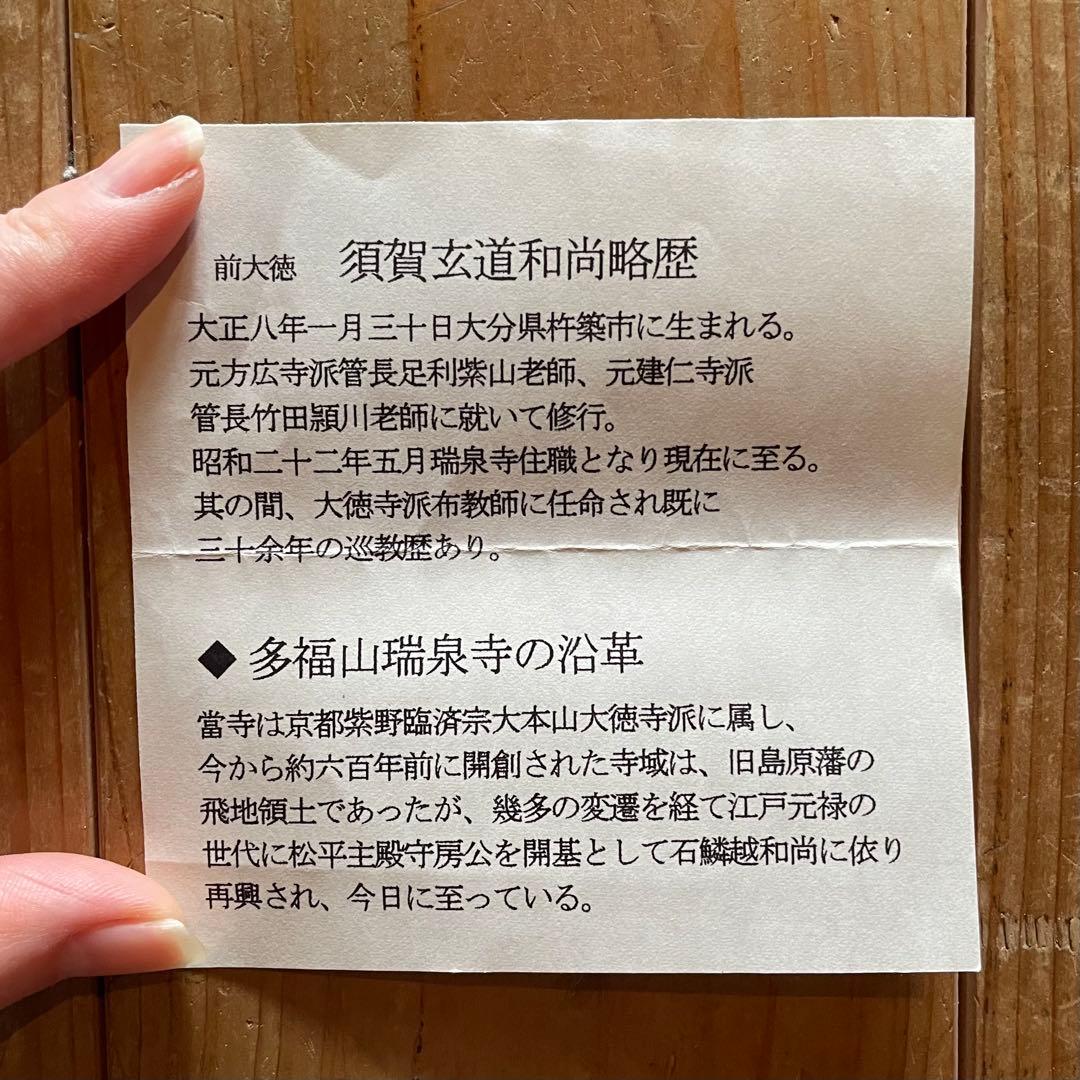 前大徳 須賀玄道和尚略歴
大正八年一月三十日大分県杵築市に生まれる。
元方広寺派管長足利紫山老師、元建仁寺派
管長竹田頴川老師に就いて修行。
昭和二十二年五月瑞泉寺住職となり現在に至る。
其の間、大徳寺派布教師に任命され既に
三十余年の巡教歴あり。
◆多福山瑞泉寺の沿革
當寺は京都紫野臨済宗大本山大徳寺派に属し、
今から約六百年前に開創された寺域は、旧島原藩の
飛地領土であったが、幾多の変遷を経て江戸元禄の
世代に松平主殿守房公を開基として石鱗越和尚に依り
再興され、今日に至っている。